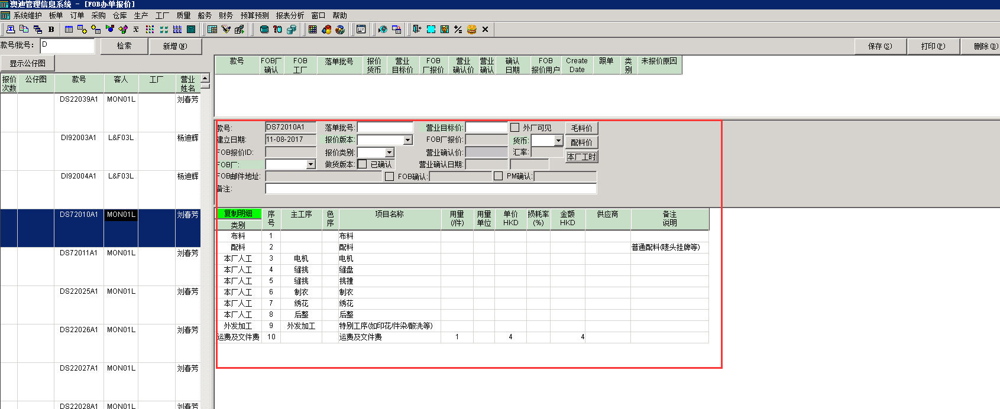 澳迪管理信息系统 - [FOB办单报价]
系统维护 板单 订单 采购 仓库 生产 工厂 质量 船务 财务 预算预测 报表分析 窗口 帮助
款号/批号: D 检索 新增(N) 保存(S) 打印(P) 删除(D)
显示公仔图
报价次数 公仔图 款号 客人 工厂 营业姓名
DS22039A1 MON01L 刘春芳
DI92003A1 L&F03L 杨迪辉
DI92004A1 L&F03L 杨迪辉
DS72010A1 MON01L 刘春芳
DS72011A1 MON01L 刘春芳
DS22025A1 MON01L 刘春芳
DS22026A1 MON01L 刘春芳
DS22027A1 MON01L 刘春芳
DS22028A1 MON01L 刘春芳
款号 FOB厂确认 FOB工厂 落单批号 报价货币 营业目标价 FOB厂报价 营业确认价 营业确认 确认日期 FOB报价用户 Create Date 跟单 类别 未报价原因
款号: DS72010A1 落单批号: 营业目标价: 外厂可见 毛料价
建立日期: 11-08-2017 报价版本: FOB厂报价: 货币: 配料价
FOB报价ID: 报价类别: 营业确认价: 汇率: 本厂工时
FOB厂: 做货版本: 已确认 营业确认日期:
FOB邮件地址: FOB确认: PM确认:
备注:
复制明细
类别 序号 主工序 色序 项目名称 用量(/件) 用量单位 单价HKD 损耗率(%) 金额HKD 供应商 备注说明
布料 1 布料
配料 2 配料 普通配料(唛头挂牌等)
本厂人工 3 电机 电机
本厂人工 4 缝挑 缝盘
本厂人工 5 缝挑 挑撞
本厂人工 6 制衣 制衣
本厂人工 7 绣花 绣花
本厂人工 8 后整 后整
外发加工 9 外发加工 特别工序(如印花/件染/酸洗等)
运费及文件费 10 运费及文件费 1 4 4